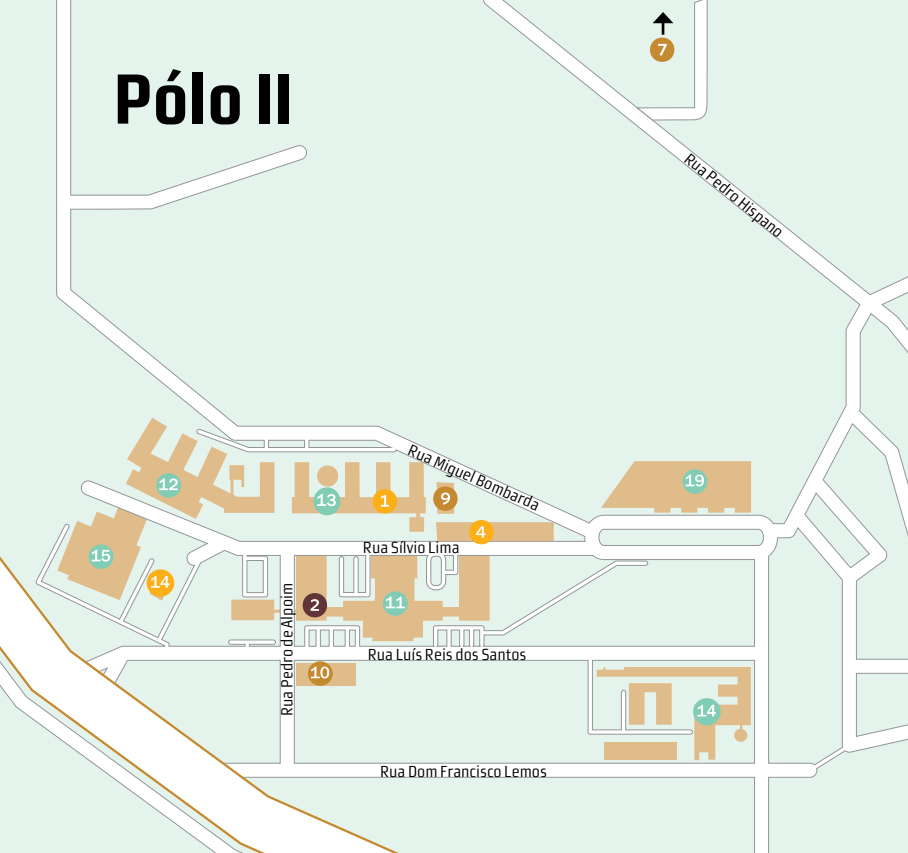 7
Pólo II
Rua Pedro Hispano
Rua Miguel Bombarda
12
13
1
9
19
4
Rua Sílvio Lima
15
14
2
11
Rua Pedro de Alpoim
Rua Luís Reis dos Santos
10
14
Rua Dom Francisco Lemos